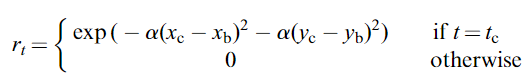 r_t = { exp( − α(x_c − x_b)² − α(y_c − y_b)²) if t = t_c
0 otherwise